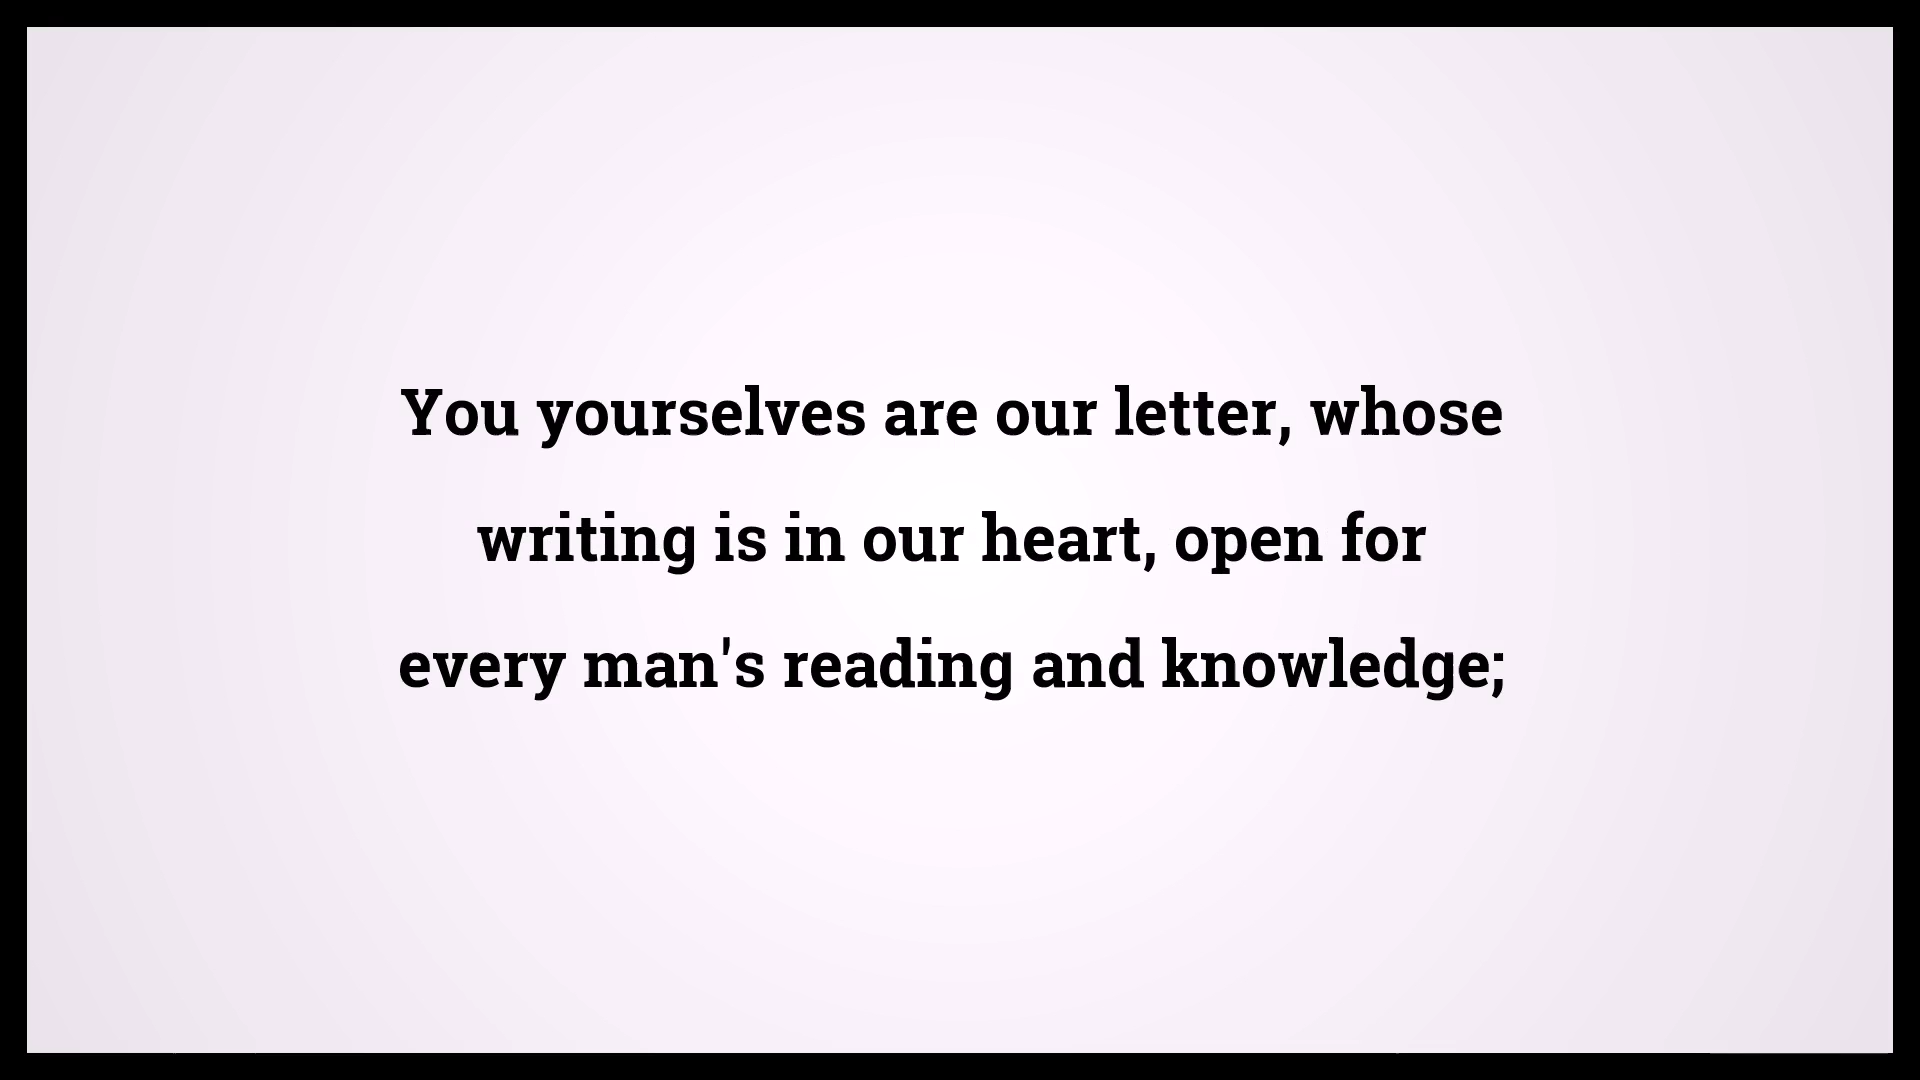 You yourselves are our letter, whose
writing is in our heart, open for
every man's reading and knowledge;